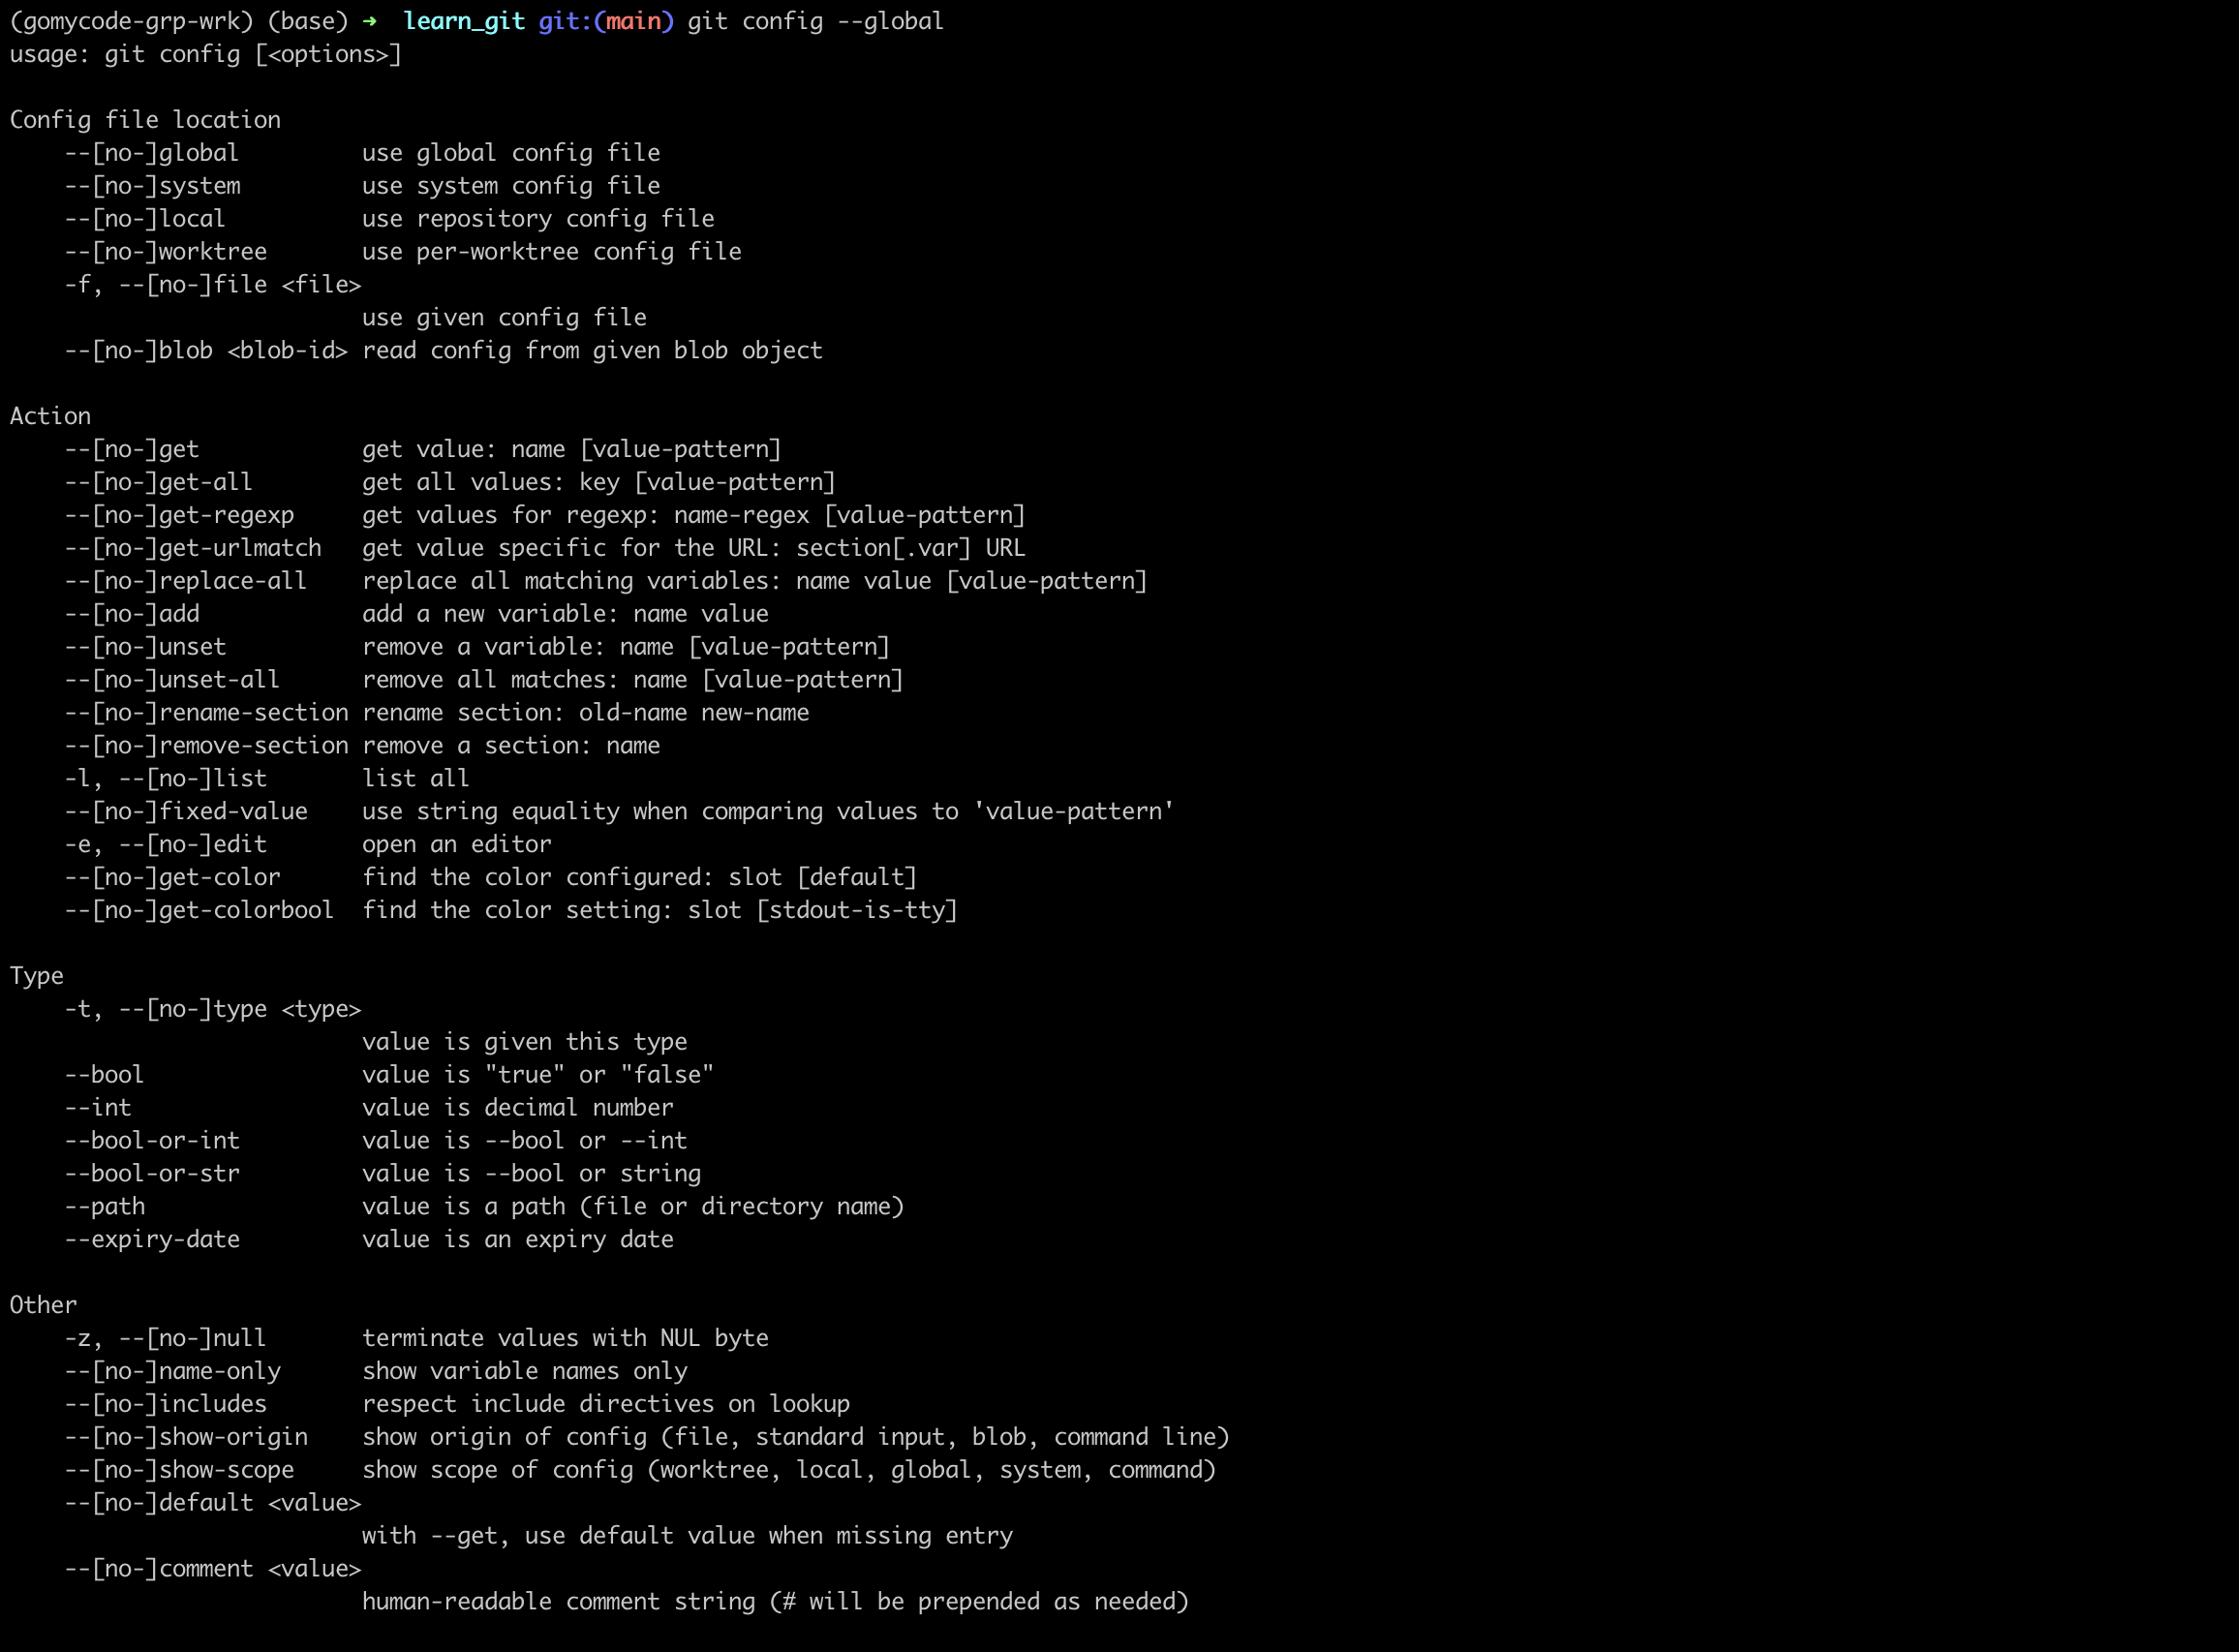 (gomycode-grp-wrk) (base) ➜  learn_git git:(main) git config --global
usage: git config [<options>]

Config file location
    --[no-]global         use global config file
    --[no-]system         use system config file
    --[no-]local          use repository config file
    --[no-]worktree       use per-worktree config file
    -f, --[no-]file <file>
                          use given config file
    --[no-]blob <blob-id> read config from given blob object

Action
    --[no-]get            get value: name [value-pattern]
    --[no-]get-all        get all values: key [value-pattern]
    --[no-]get-regexp     get values for regexp: name-regex [value-pattern]
    --[no-]get-urlmatch   get value specific for the URL: section[.var] URL
    --[no-]replace-all    replace all matching variables: name value [value-pattern]
    --[no-]add            add a new variable: name value
    --[no-]unset          remove a variable: name [value-pattern]
    --[no-]unset-all      remove all matches: name [value-pattern]
    --[no-]rename-section rename section: old-name new-name
    --[no-]remove-section remove a section: name
    -l, --[no-]list       list all
    --[no-]fixed-value    use string equality when comparing values to 'value-pattern'
    -e, --[no-]edit       open an editor
    --[no-]get-color      find the color configured: slot [default]
    --[no-]get-colorbool  find the color setting: slot [stdout-is-tty]

Type
    -t, --[no-]type <type>
                          value is given this type
    --bool                value is "true" or "false"
    --int                 value is decimal number
    --bool-or-int         value is --bool or --int
    --bool-or-str         value is --bool or string
    --path                value is a path (file or directory name)
    --expiry-date         value is an expiry date

Other
    -z, --[no-]null       terminate values with NUL byte
    --[no-]name-only      show variable names only
    --[no-]includes       respect include directives on lookup
    --[no-]show-origin    show origin of config (file, standard input, blob, command line)
    --[no-]show-scope     show scope of config (worktree, local, global, system, command)
    --[no-]default <value>
                          with --get, use default value when missing entry
    --[no-]comment <value>
                          human-readable comment string (# will be prepended as needed)